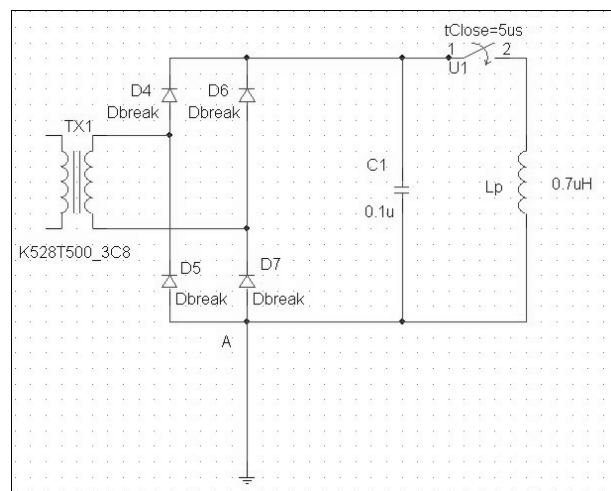 tClose=5us
1 2
U1
D4
Dbreak
D6
Dbreak
TX1
C1
0.1u
Lp
0.7uH
K528T500_3C8
D5
Dbreak
D7
Dbreak
A